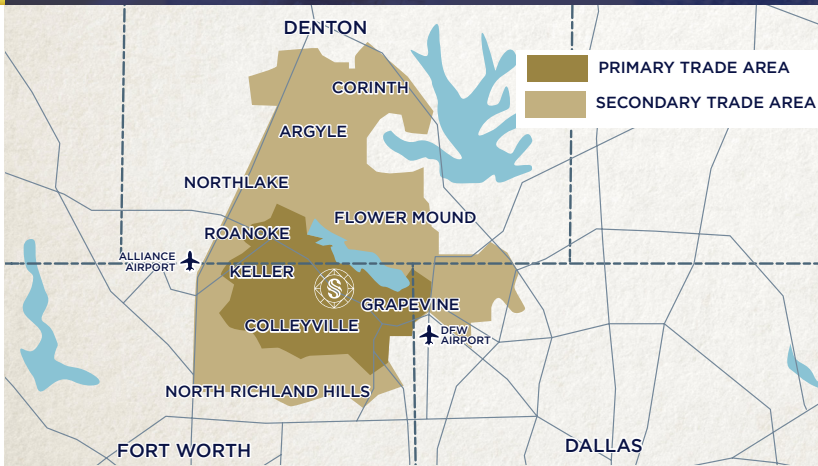 DENTON
PRIMARY TRADE AREA
CORINTH
SECONDARY TRADE AREA
ARGYLE
NORTHLAKE
FLOWER MOUND
ROANOKE
ALLIANCE
AIRPORT
KELLER
S
GRAPEVINE
COLLEYVILLE
DFW
AIRPORT
NORTH RICHLAND HILLS
FORT WORTH
DALLAS